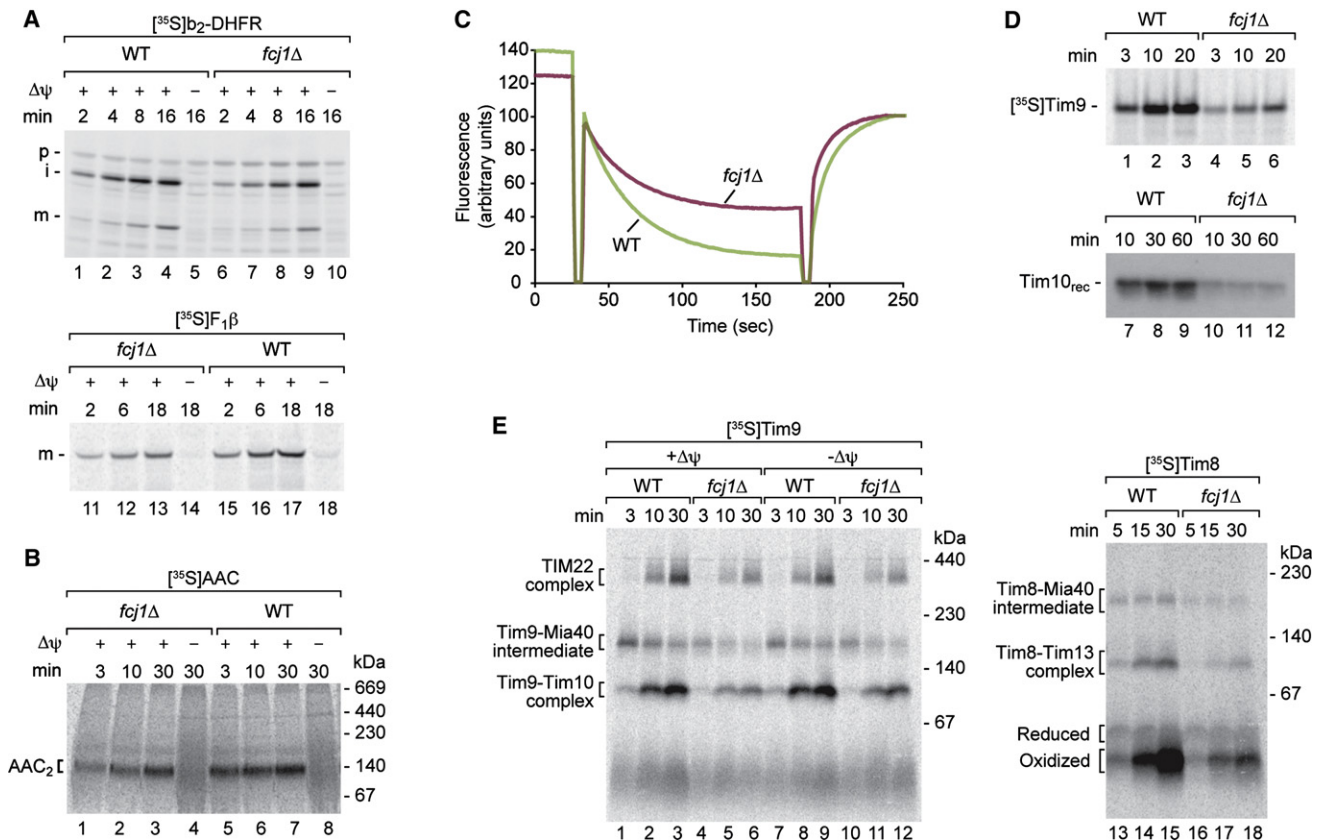 A
[³⁵S]b₂-DHFR
WT fcj1Δ
Δψ + + + + − + + + + −
min 2 4 8 16 16 2 4 8 16 16
p -
i -
m -
1 2 3 4 5 6 7 8 9 10
[³⁵S]F₁β
fcj1Δ WT
Δψ + + + − + + + −
min 2 6 18 18 2 6 18 18
m -
11 12 13 14 15 16 17 18
B
[³⁵S]AAC
fcj1Δ WT
Δψ + + + − + + + −
min 3 10 30 30 3 10 30 30 kDa
- 669
- 440
- 230
AAC₂ [ - 140
- 67
1 2 3 4 5 6 7 8
C
Fluorescence
(arbitrary units)
140
120
100
80
60
40
20
0
fcj1Δ
WT
0 50 100 150 200 250
Time (sec)
D
WT fcj1Δ
min 3 10 20 3 10 20
[³⁵S]Tim9 -
1 2 3 4 5 6
WT fcj1Δ
min 10 30 60 10 30 60
Tim10rec -
7 8 9 10 11 12
E
[³⁵S]Tim9
+Δψ -Δψ
WT fcj1Δ WT fcj1Δ
min 3 10 30 3 10 30 3 10 30 3 10 30
kDa
TIM22
complex
Tim9-Mia40
intermediate
Tim9-Tim10
complex
- 440
- 230
- 140
- 67
1 2 3 4 5 6 7 8 9 10 11 12
[³⁵S]Tim8
WT fcj1Δ
min 5 15 30 5 15 30
kDa
Tim8-Mia40
intermediate
Tim8-Tim13
complex
Reduced
Oxidized
- 230
- 140
- 67
13 14 15 16 17 18